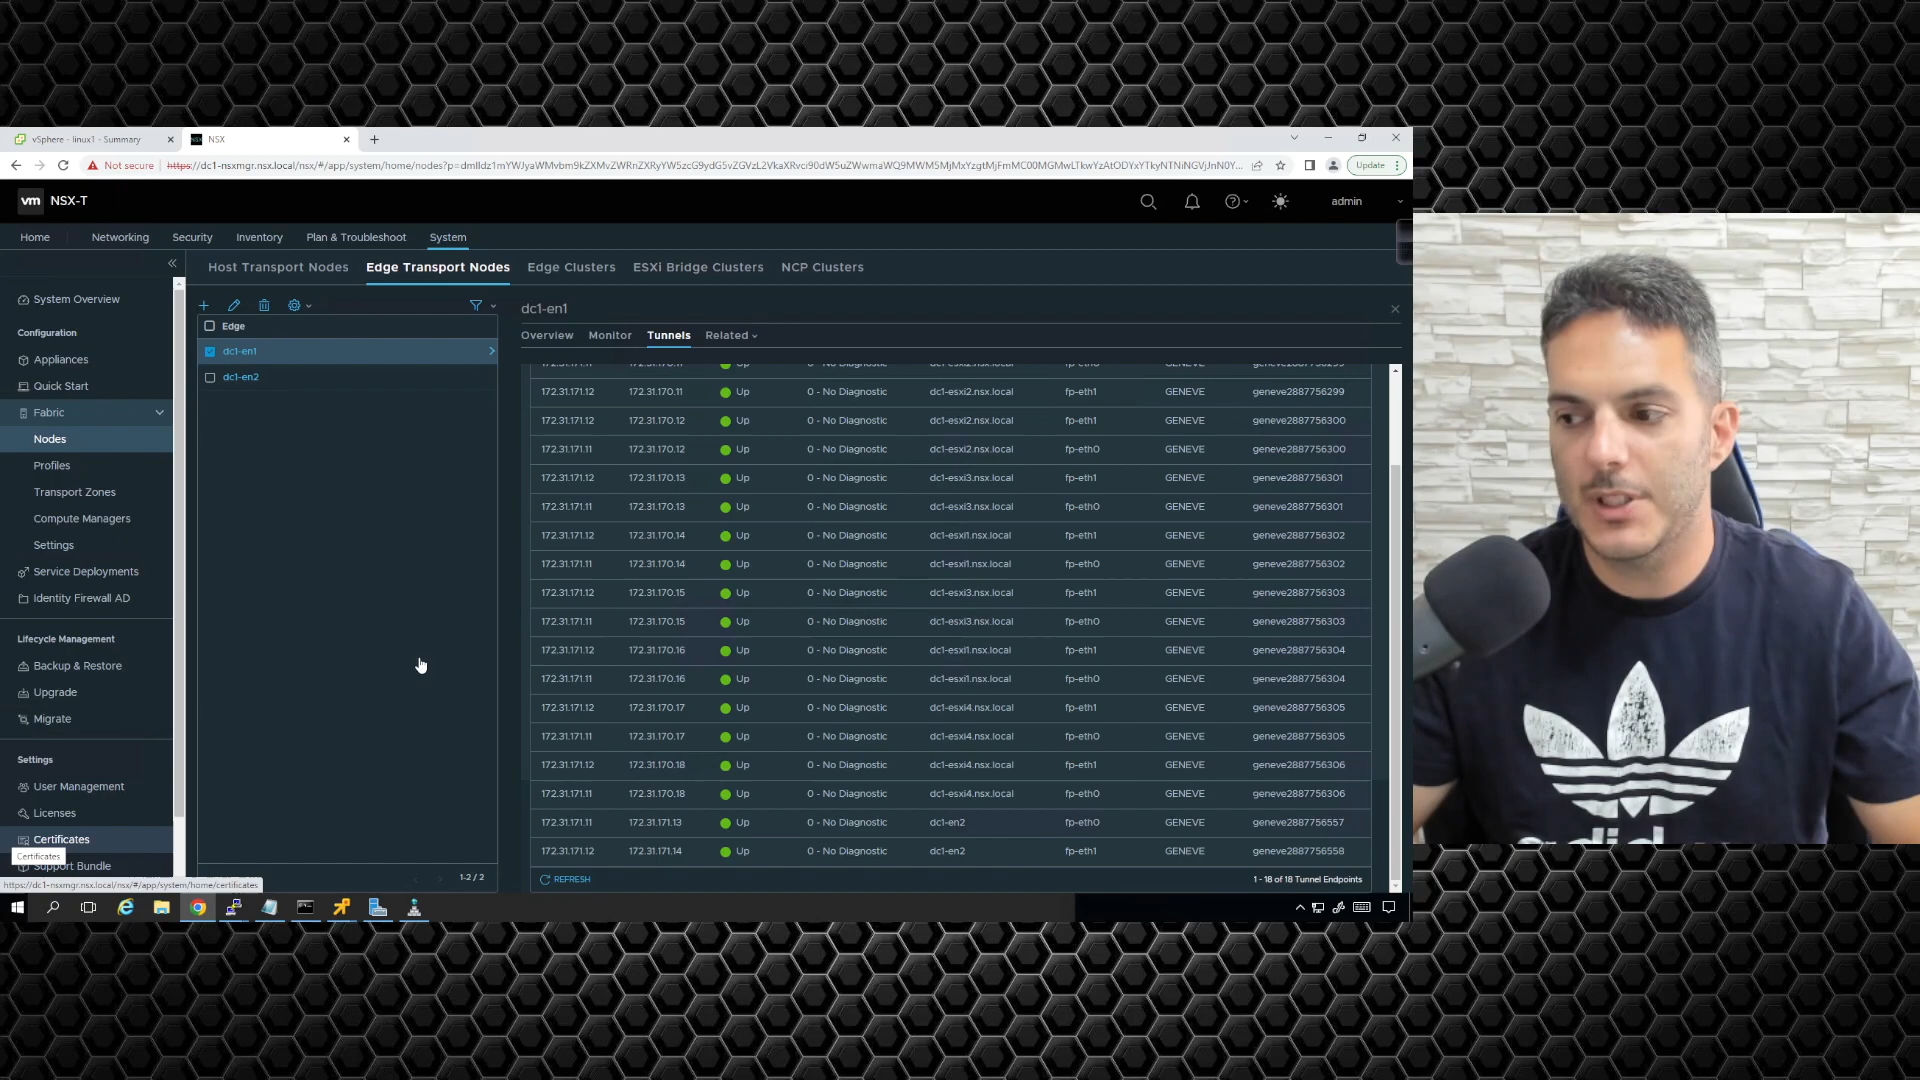 vSphere - linux1 - Summary
NSX
Not secure
https://dc1-nsxmgr.nsx.local/nsx/#/app/system/home/nodes?p=
Update
vm NSX-T
admin
Home Networking Security Inventory Plan & Troubleshoot System
Host Transport Nodes Edge Transport Nodes Edge Clusters ESXi Bridge Clusters NCP Clusters
System Overview
Configuration
Appliances
Quick Start
Fabric
Nodes
Profiles
Transport Zones
Compute Managers
Settings
Service Deployments
Identity Firewall AD
Lifecycle Management
Backup & Restore
Upgrade
Migrate
Settings
User Management
Licenses
Certificates
Certificates
Support Bundle
https://dc1-nsxmgr.nsx.local/nsx/#/app/system/home/certificates
Edge
dc1-en1
dc1-en2
1-2 / 2
dc1-en1
Overview Monitor Tunnels Related
172.31.171.12 172.31.170.11 Up 0 - No Diagnostic dc1-esxi2.nsx.local fp-eth1 GENEVE geneve2887756299
172.31.171.12 172.31.170.12 Up 0 - No Diagnostic dc1-esxi2.nsx.local fp-eth1 GENEVE geneve2887756300
172.31.171.11 172.31.170.12 Up 0 - No Diagnostic dc1-esxi2.nsx.local fp-eth0 GENEVE geneve2887756300
172.31.171.12 172.31.170.13 Up 0 - No Diagnostic dc1-esxi3.nsx.local fp-eth1 GENEVE geneve2887756301
172.31.171.11 172.31.170.13 Up 0 - No Diagnostic dc1-esxi3.nsx.local fp-eth0 GENEVE geneve2887756301
172.31.171.12 172.31.170.14 Up 0 - No Diagnostic dc1-esxi1.nsx.local fp-eth1 GENEVE geneve2887756302
172.31.171.11 172.31.170.14 Up 0 - No Diagnostic dc1-esxi1.nsx.local fp-eth0 GENEVE geneve2887756302
172.31.171.12 172.31.170.15 Up 0 - No Diagnostic dc1-esxi3.nsx.local fp-eth1 GENEVE geneve2887756303
172.31.171.11 172.31.170.15 Up 0 - No Diagnostic dc1-esxi3.nsx.local fp-eth0 GENEVE geneve2887756303
172.31.171.12 172.31.170.16 Up 0 - No Diagnostic dc1-esxi1.nsx.local fp-eth1 GENEVE geneve2887756304
172.31.171.11 172.31.170.16 Up 0 - No Diagnostic dc1-esxi1.nsx.local fp-eth0 GENEVE geneve2887756304
172.31.171.12 172.31.170.17 Up 0 - No Diagnostic dc1-esxi4.nsx.local fp-eth1 GENEVE geneve2887756305
172.31.171.11 172.31.170.17 Up 0 - No Diagnostic dc1-esxi4.nsx.local fp-eth0 GENEVE geneve2887756305
172.31.171.12 172.31.170.18 Up 0 - No Diagnostic dc1-esxi4.nsx.local fp-eth1 GENEVE geneve2887756306
172.31.171.11 172.31.170.18 Up 0 - No Diagnostic dc1-esxi4.nsx.local fp-eth0 GENEVE geneve2887756306
172.31.171.11 172.31.171.13 Up 0 - No Diagnostic dc1-en2 fp-eth0 GENEVE geneve2887756557
172.31.171.12 172.31.171.14 Up 0 - No Diagnostic dc1-en2 fp-eth1 GENEVE geneve2887756558
REFRESH
1 - 18 of 18 Tunnel Endpoints